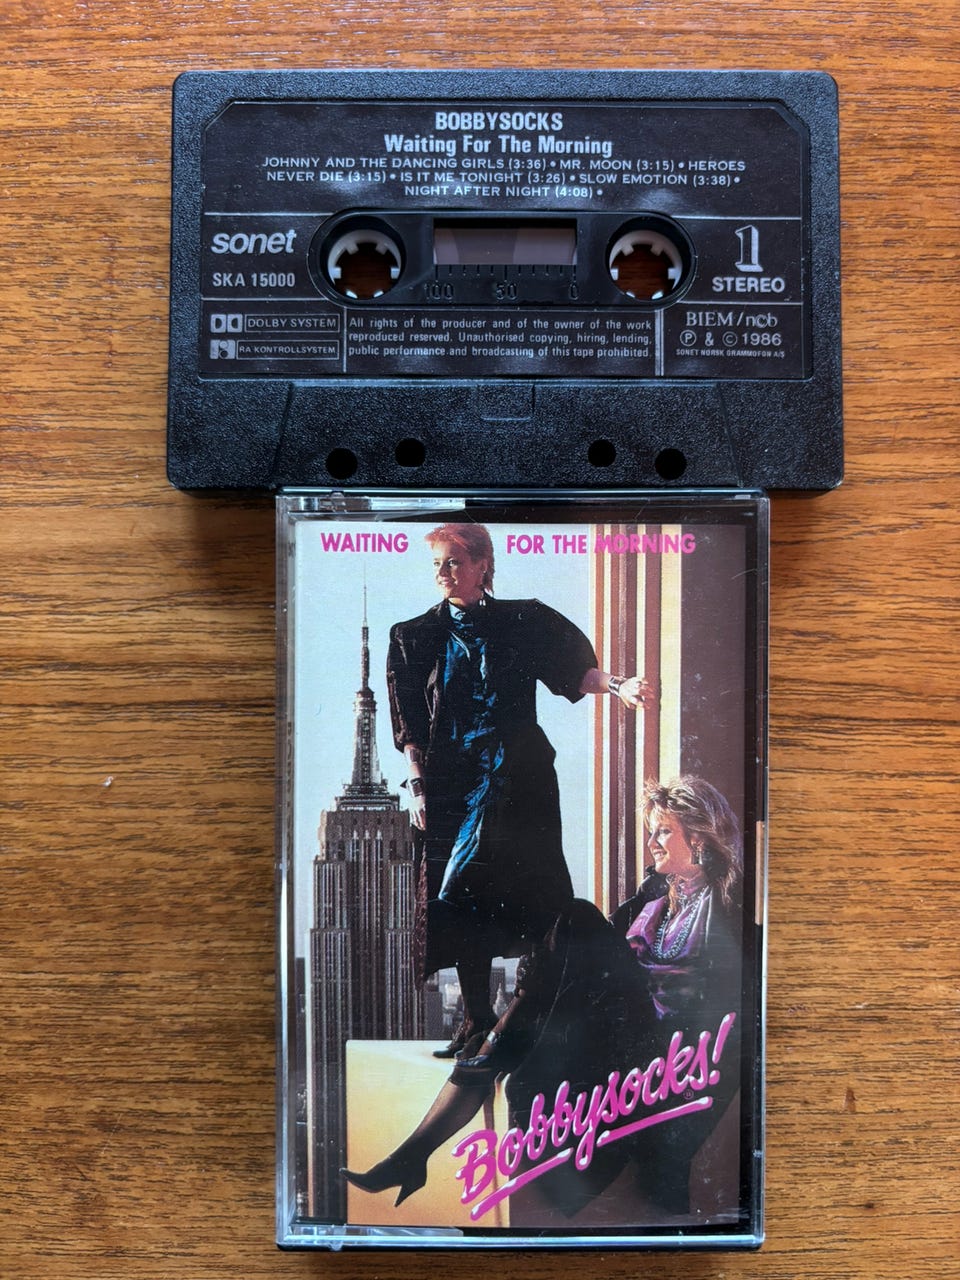 BOBBYSOCKS
Waiting For The Morning
JOHNNY AND THE DANCING GIRLS (3:36) • MR. MOON (3:15) • HEROES
NEVER DIE (3:15) • IS IT ME TONIGHT (3:26) • SLOW EMOTION (3:38) •
NIGHT AFTER NIGHT (4:08) •
sonet
SKA 15000
100 50 0
1
STEREO
DOLBY SYSTEM
RA KONTROLLSYSTEM
All rights of the producer and of the owner of the work
reproduced reserved. Unauthorised copying, hiring, lending,
public performance and broadcasting of this tape prohibited.
BIEM/ncb
Ⓟ & © 1986
SONET NORSK GRAMMOFON A/S
WAITING FOR THE MORNING
Bobbysocks!